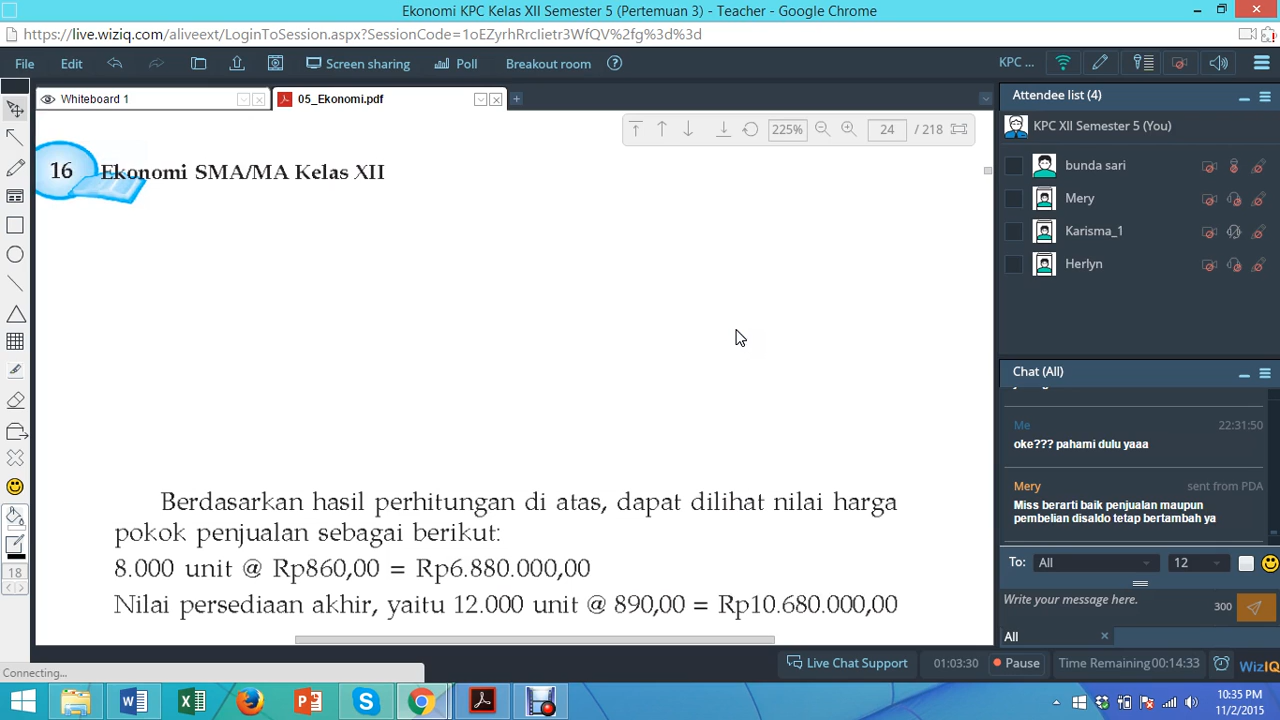 Ekonomi KPC Kelas XII Semester 5 (Pertemuan 3) - Teacher - Google Chrome
https://live.wiziq.com/aliveext/LoginToSession.aspx?SessionCode=1oEZyrhRrclietr3WfQV%2fg%3d%3d
File Edit Screen sharing Poll Breakout room ? KPC ...
Whiteboard 1 05_Ekonomi.pdf
225% 24 / 218
16 Ekonomi SMA/MA Kelas XII
Berdasarkan hasil perhitungan di atas, dapat dilihat nilai harga
pokok penjualan sebagai berikut:
8.000 unit @ Rp860,00 = Rp6.880.000,00
Nilai persediaan akhir, yaitu 12.000 unit @ 890,00 = Rp10.680.000,00
18
Attendee list (4)
KPC XII Semester 5 (You)
bunda sari
Mery
Karisma_1
Herlyn
Chat (All)
Me 22:31:50
oke??? pahami dulu yaaa
Mery sent from PDA
Miss berarti baik penjualan maupun
pembelian disaldo tetap bertambah ya
To: All 12
Write your message here. 300
All
Connecting...
Live Chat Support 01:03:30 Pause Time Remaining 00:14:33 WizIQ
10:35 PM
11/2/2015